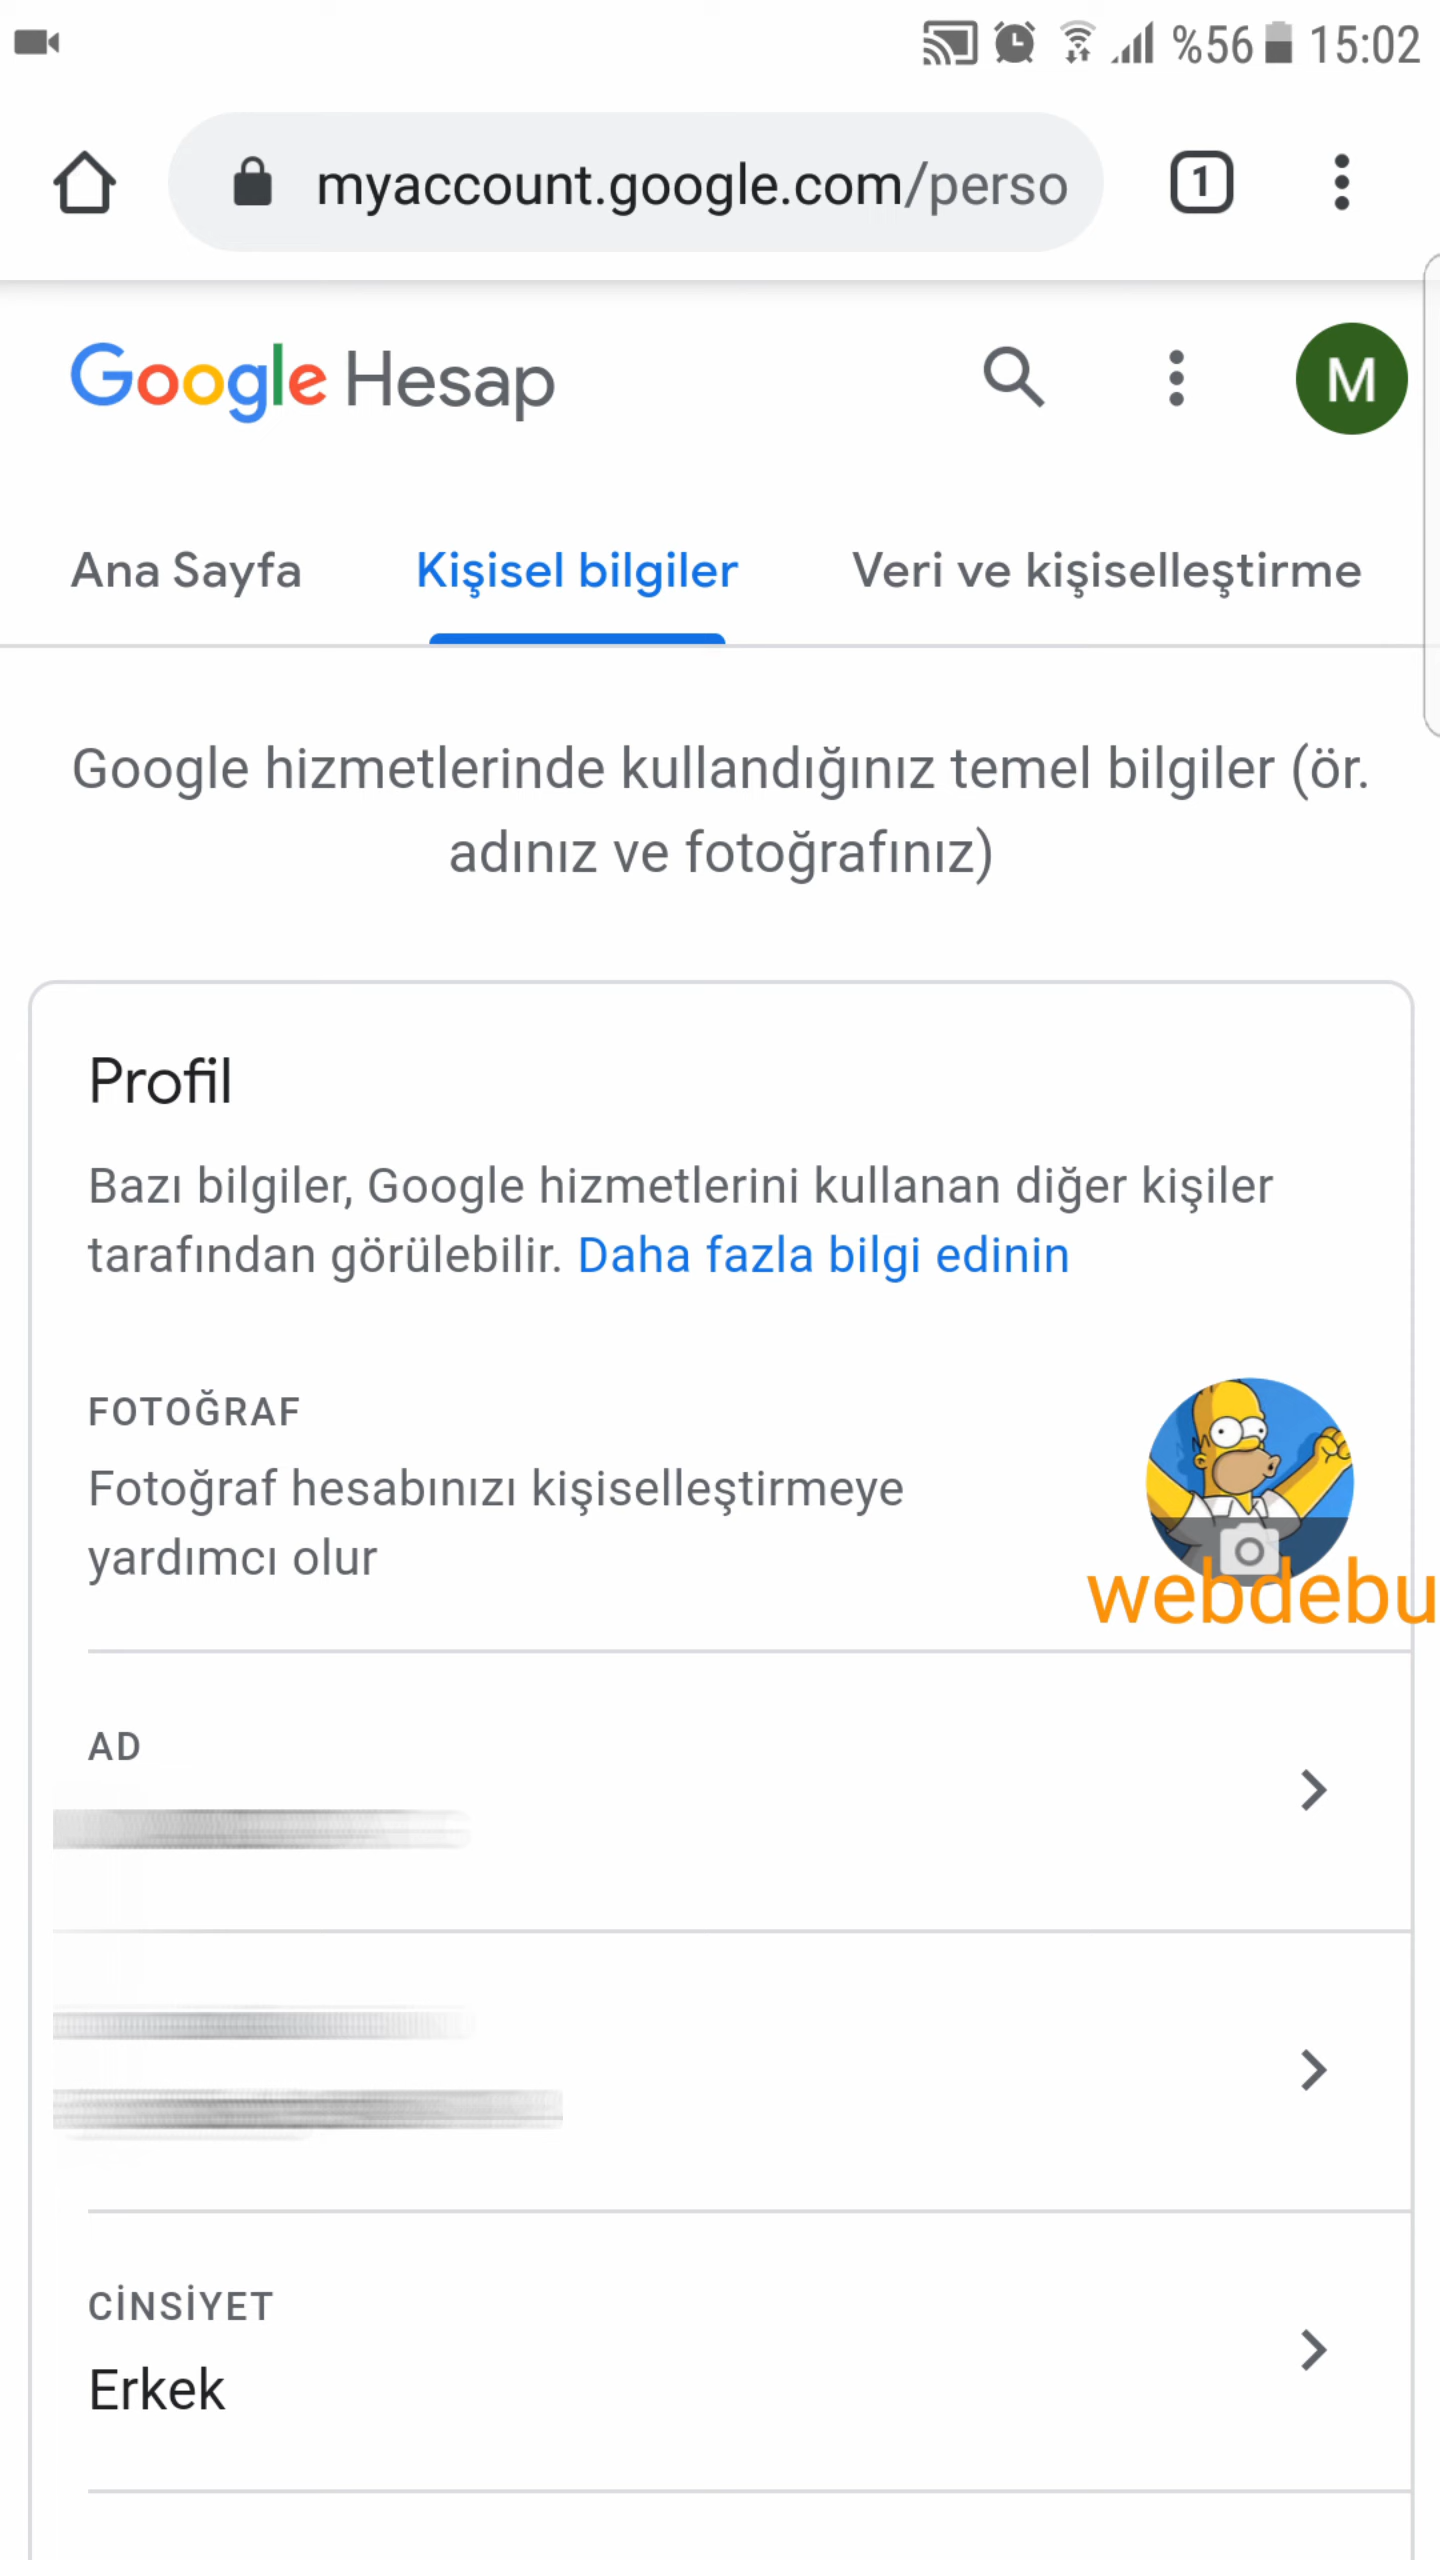 %56 15:02
myaccount.google.com/perso
1
Google Hesap
M
Ana Sayfa Kişisel bilgiler Veri ve kişiselleştirme
Google hizmetlerinde kullandığınız temel bilgiler (ör.
adınız ve fotoğrafınız)
Profil
Bazı bilgiler, Google hizmetlerini kullanan diğer kişiler
tarafından görülebilir. Daha fazla bilgi edinin
FOTOĞRAF
Fotoğraf hesabınızı kişiselleştirmeye
yardımcı olur
webdebu
AD
CİNSİYET
Erkek